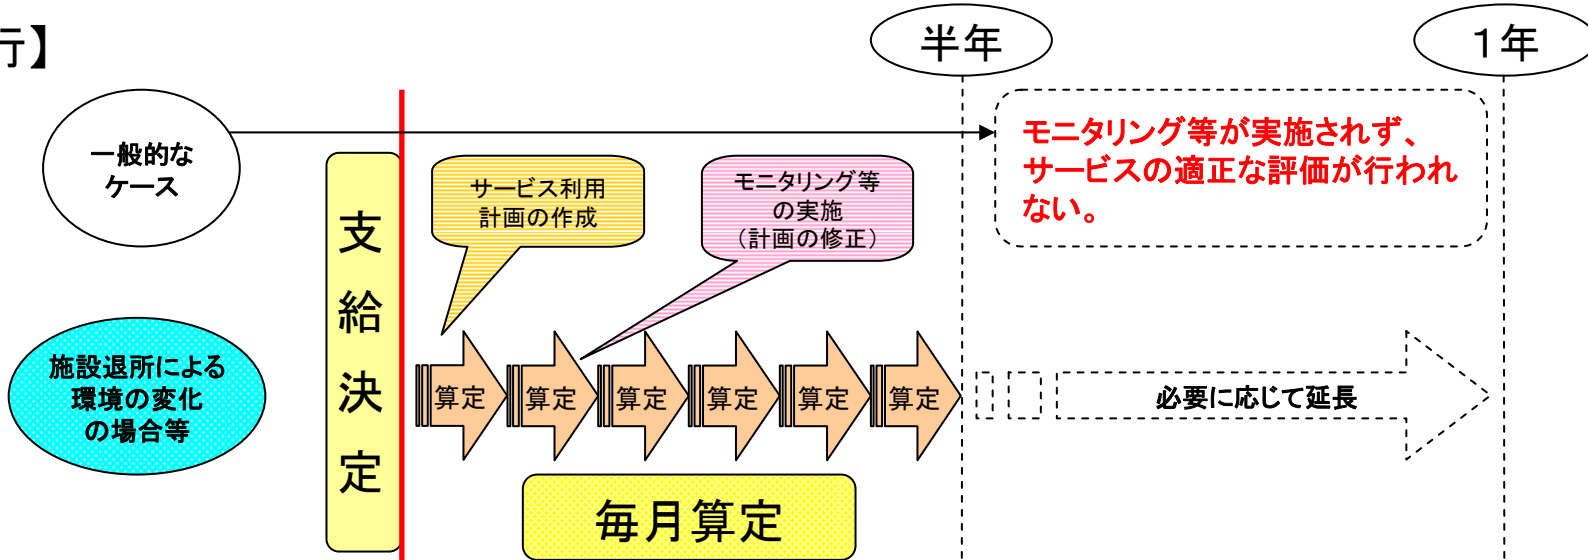 行】
半年
1年
一般的な
ケース
モニタリング等が実施されず、
サービスの適正な評価が行われ
ない。
サービス利用
計画の作成
モニタリング等
の実施
（計画の修正）
支
給
決
定
施設退所による
環境の変化
の場合等
算定
算定
算定
算定
算定
算定
必要に応じて延長
毎月算定